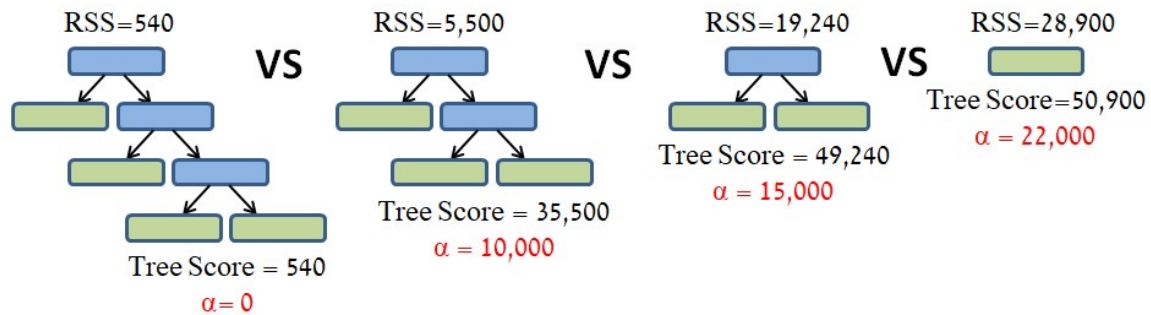 RSS=540
VS
RSS=5,500
VS
RSS=19,240
VS
RSS=28,900
Tree Score = 540
α= 0
Tree Score = 35,500
α = 10,000
Tree Score = 49,240
α = 15,000
Tree Score=50,900
α = 22,000